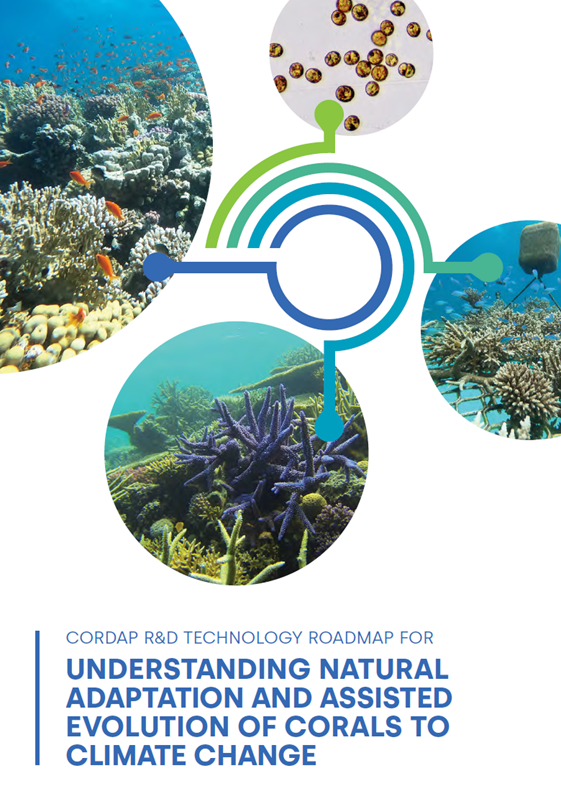 CORDAP R&D TECHNOLOGY ROADMAP FOR
UNDERSTANDING NATURAL
ADAPTATION AND ASSISTED
EVOLUTION OF CORALS TO
CLIMATE CHANGE